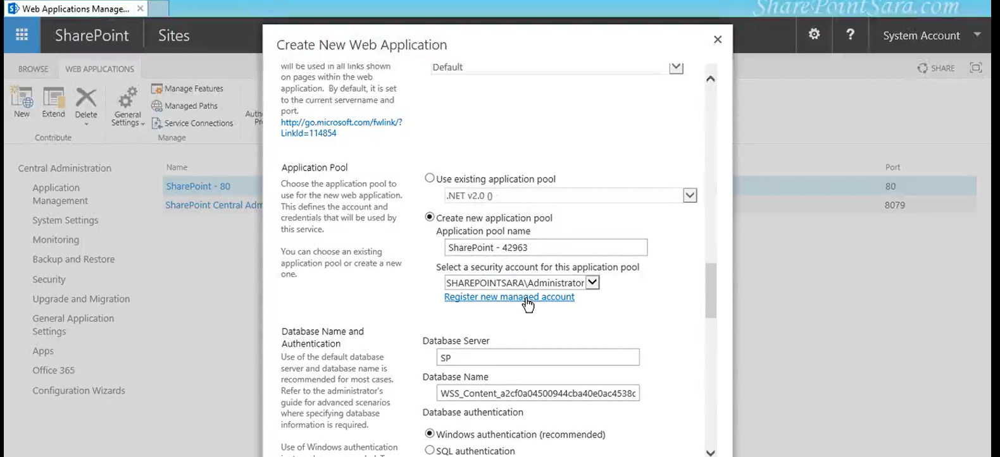 Web Applications Manage...
SharePointSara.com
SharePoint
Sites
?
System Account
BROWSE
WEB APPLICATIONS
SHARE
New
Extend
Delete
General
Settings
Manage Features
Managed Paths
Service Connections
Auth
Pr
Contribute
Manage
Central Administration
Application
Management
System Settings
Monitoring
Backup and Restore
Security
Upgrade and Migration
General Application
Settings
Apps
Office 365
Configuration Wizards
Name
SharePoint - 80
SharePoint Central Adm
Port
80
8079
Create New Web Application
will be used in all links shown
on pages within the web
application. By default, it is set
to the current servername and
port.
http://go.microsoft.com/fwlink/?
LinkId=114854
Default
Application Pool
Choose the application pool to
use for the new web application.
This defines the account and
credentials that will be used by
this service.
You can choose an existing
application pool or create a new
one.
Use existing application pool
.NET v2.0 ()
Create new application pool
Application pool name
SharePoint - 42963
Select a security account for this application pool
SHAREPOINTSARA\Administrator
Register new managed account
Database Name and
Authentication
Use of the default database
server and database name is
recommended for most cases.
Refer to the administrator's
guide for advanced scenarios
where specifying database
information is required.
Use of Windows authentication
Database Server
SP
Database Name
WSS_Content_a2cf0a04500944cba40e0ac4538c
Database authentication
Windows authentication (recommended)
SQL authentication